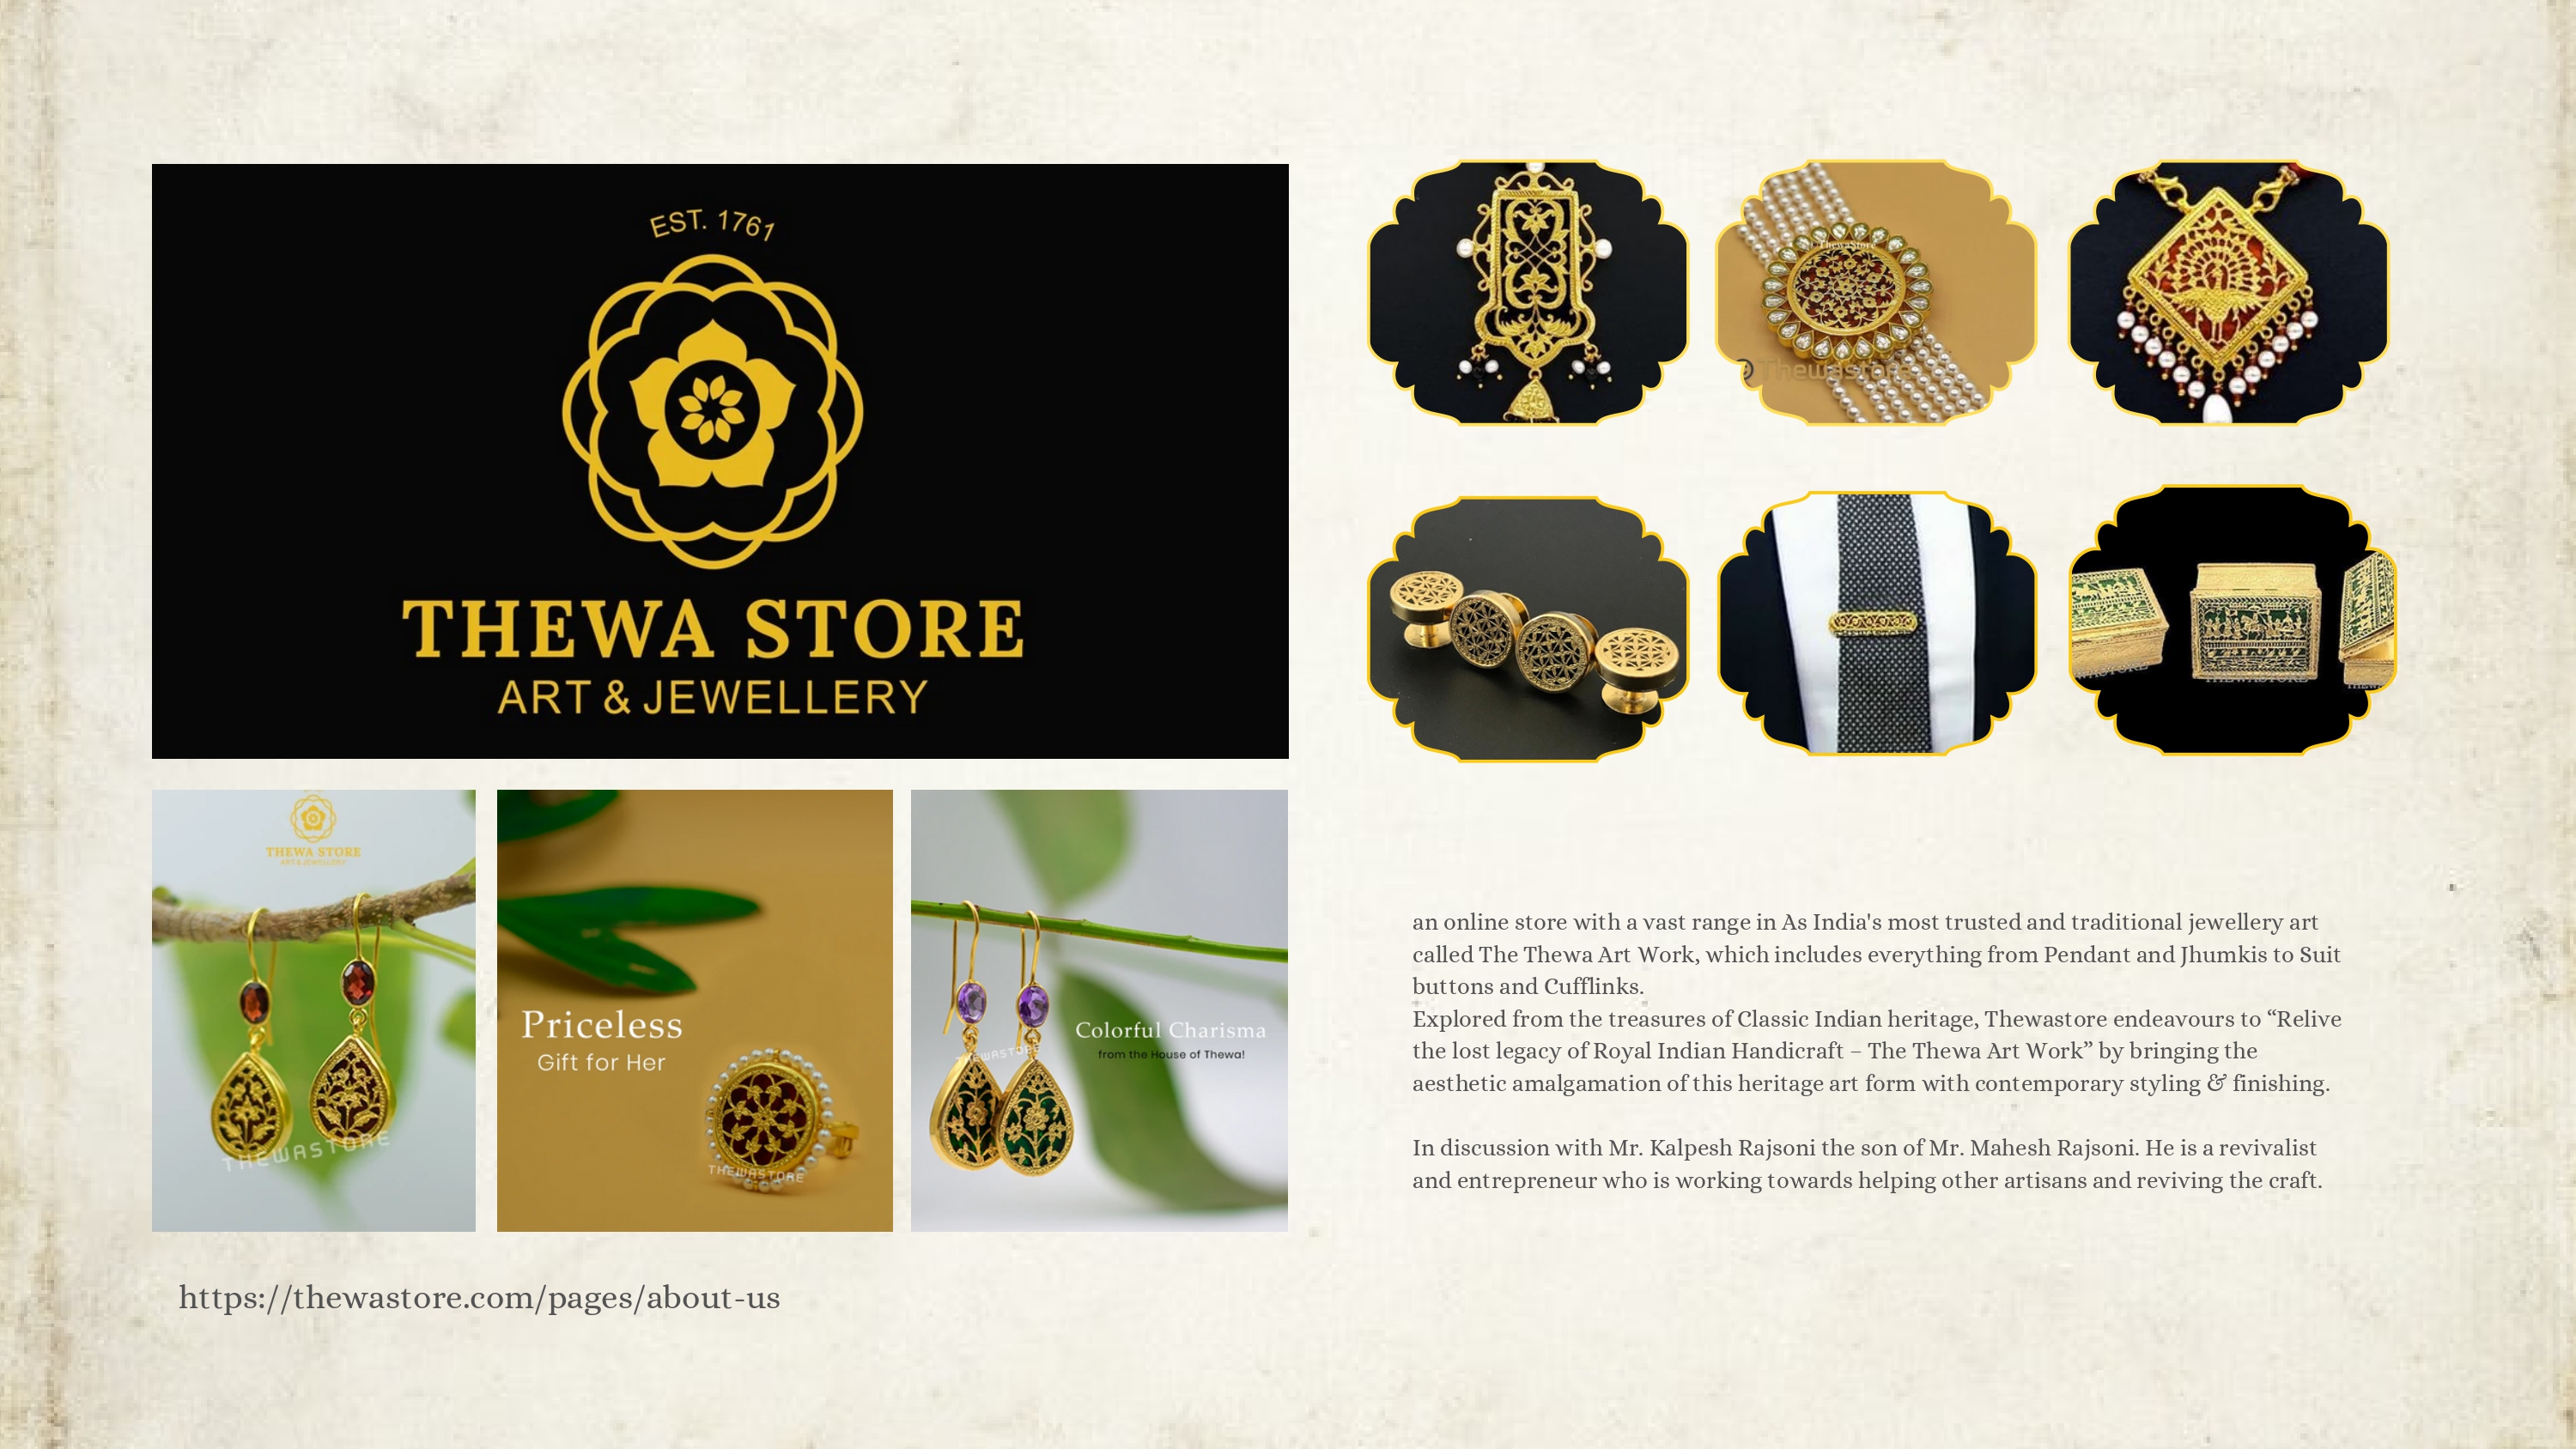 EST. 1761
THEWA STORE
ART & JEWELLERY
THEWA STORE
ART & JEWELLERY
THEWASTORE
Priceless
Gift for Her
THEWASTORE
Colorful Charisma
from the House of Thewa!
THEWASTORE
https://thewastore.com/pages/about-us
TheWaStore
Thewastore
THEWASTORE
an online store with a vast range in As India's most trusted and traditional jewellery art
called The Thewa Art Work, which includes everything from Pendant and Jhumkis to Suit
buttons and Cufflinks.
Explored from the treasures of Classic Indian heritage, Thewastore endeavours to “Relive
the lost legacy of Royal Indian Handicraft – The Thewa Art Work” by bringing the
aesthetic amalgamation of this heritage art form with contemporary styling & finishing.
In discussion with Mr. Kalpesh Rajsoni the son of Mr. Mahesh Rajsoni. He is a revivalist
and entrepreneur who is working towards helping other artisans and reviving the craft.